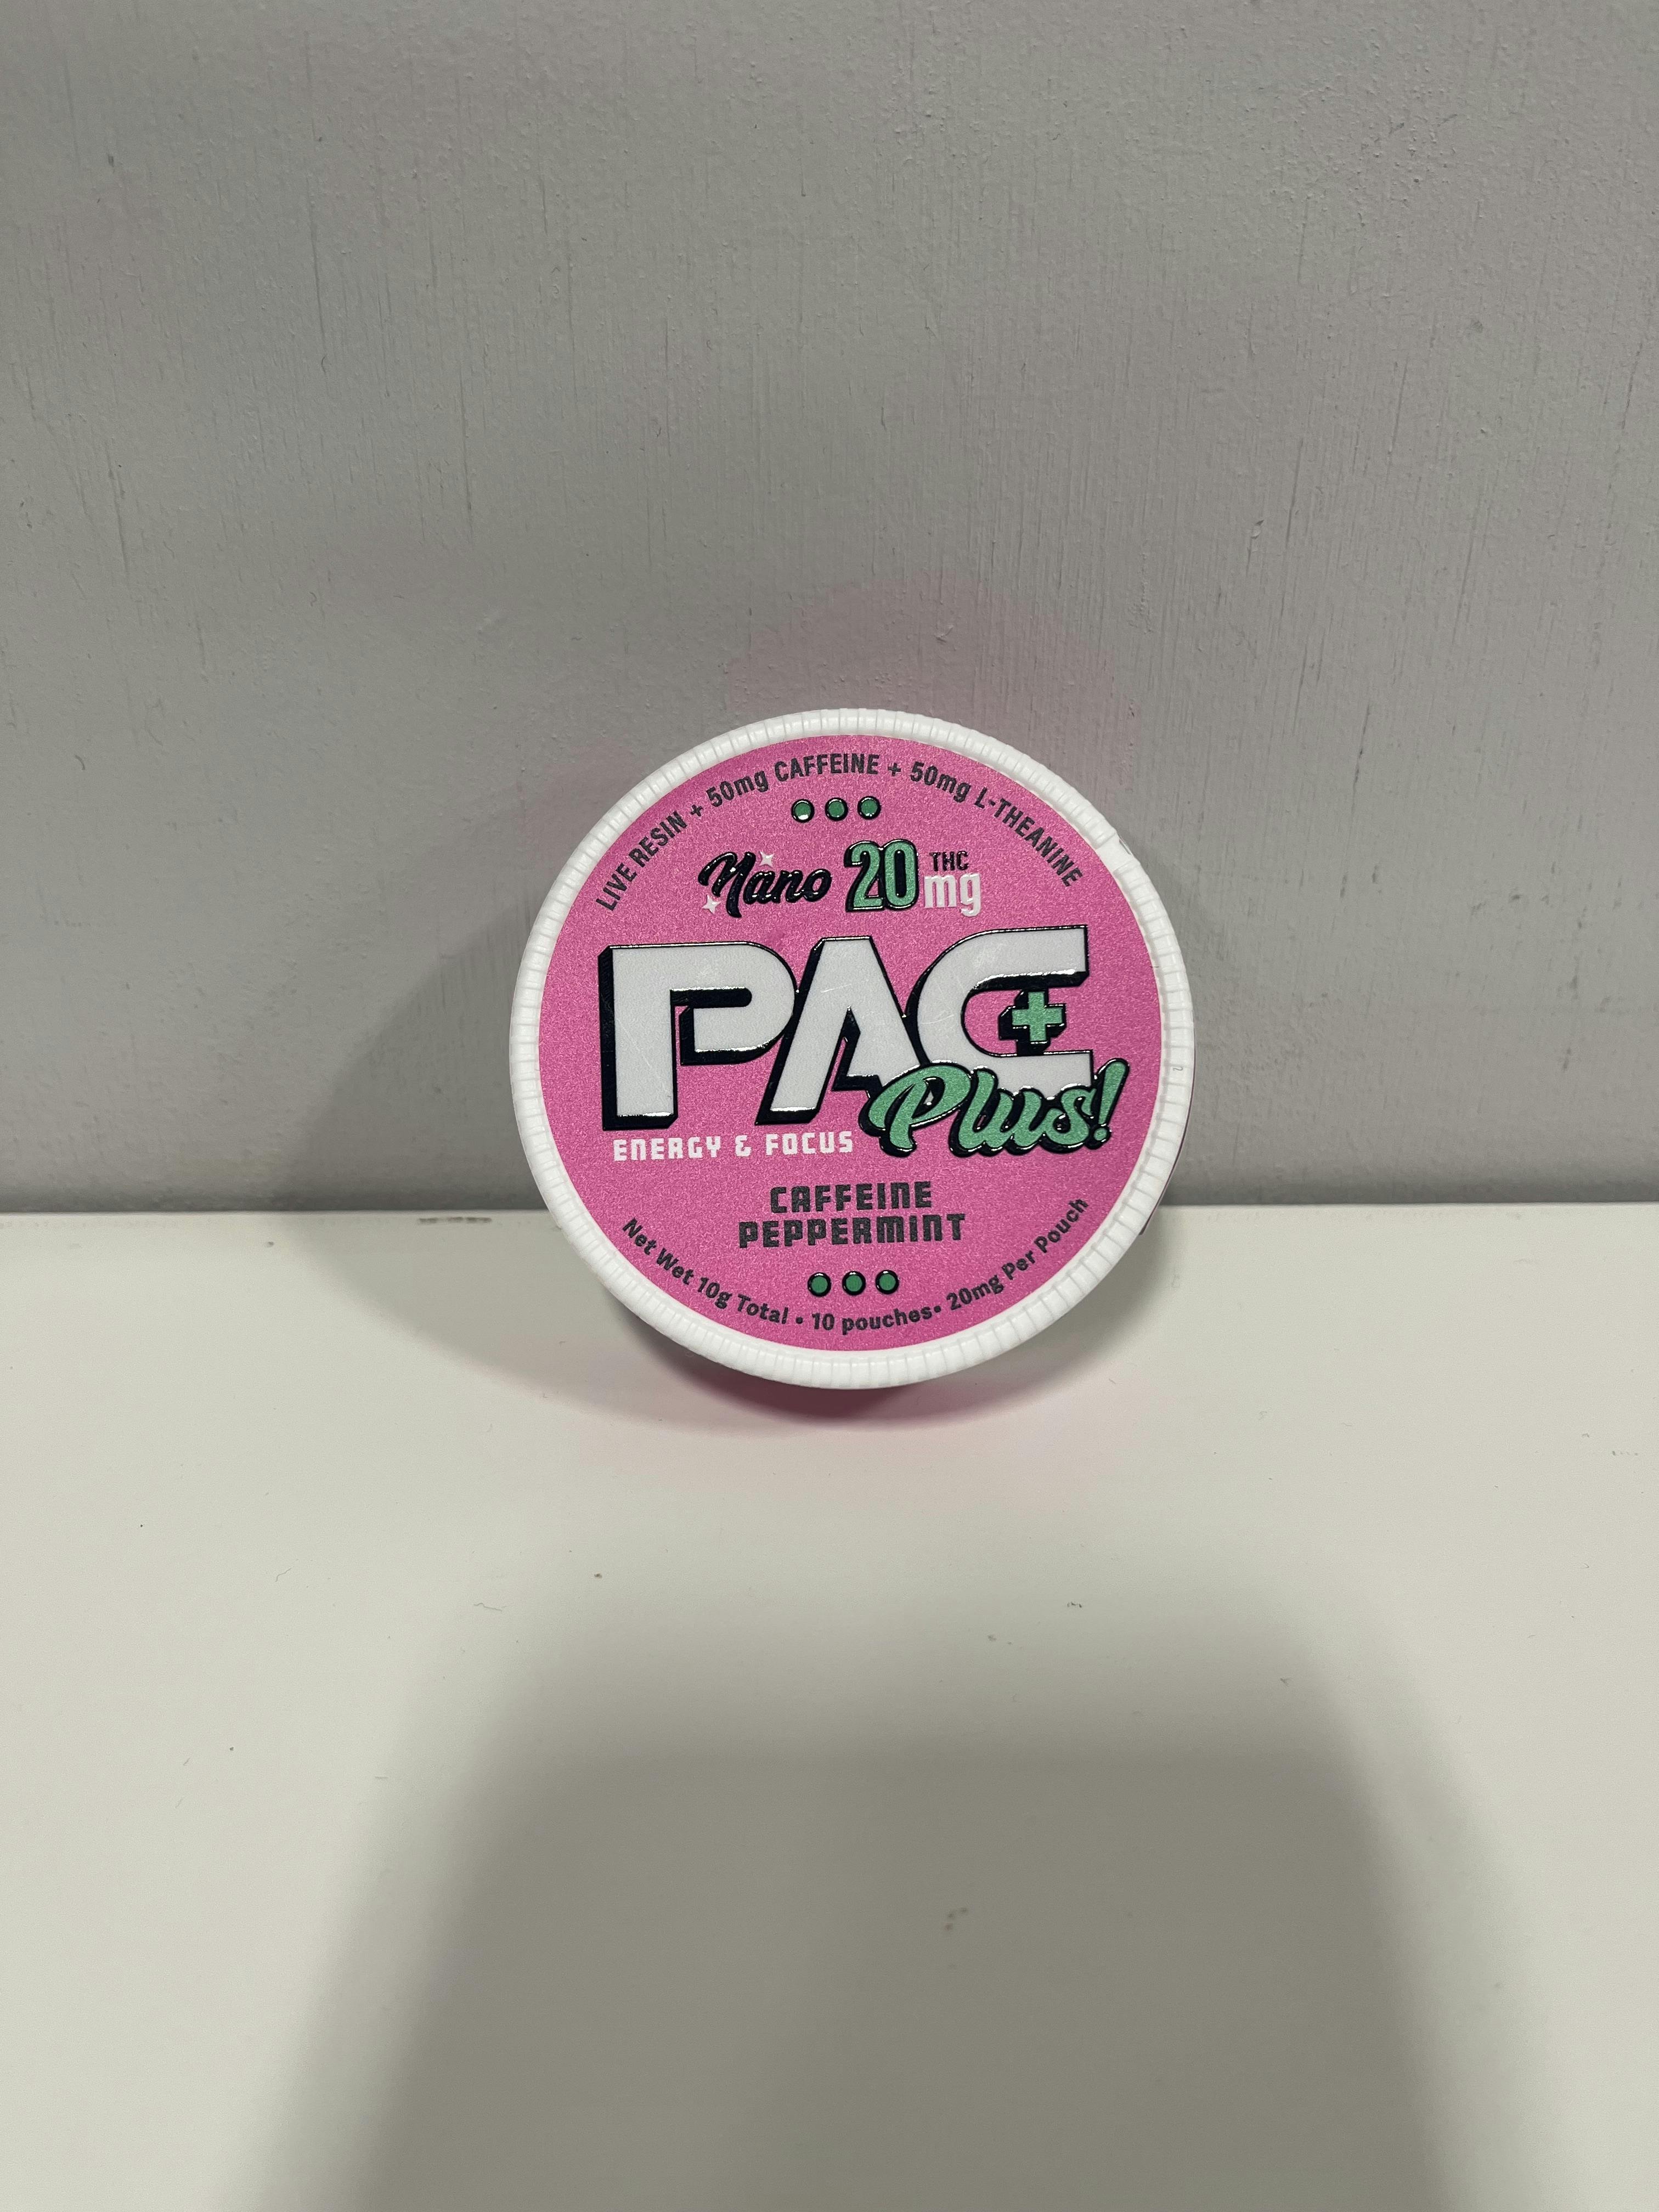 LIVE RESIN + 50mg CAFFEINE + 50mg L-THEANINE
Nano 20 THC mg
PAC+
Plus!
ENERGY & FOCUS
CAFFEINE
PEPPERMINT
Net Wet 10g Total • 10 pouches• 20mg Per Pouch